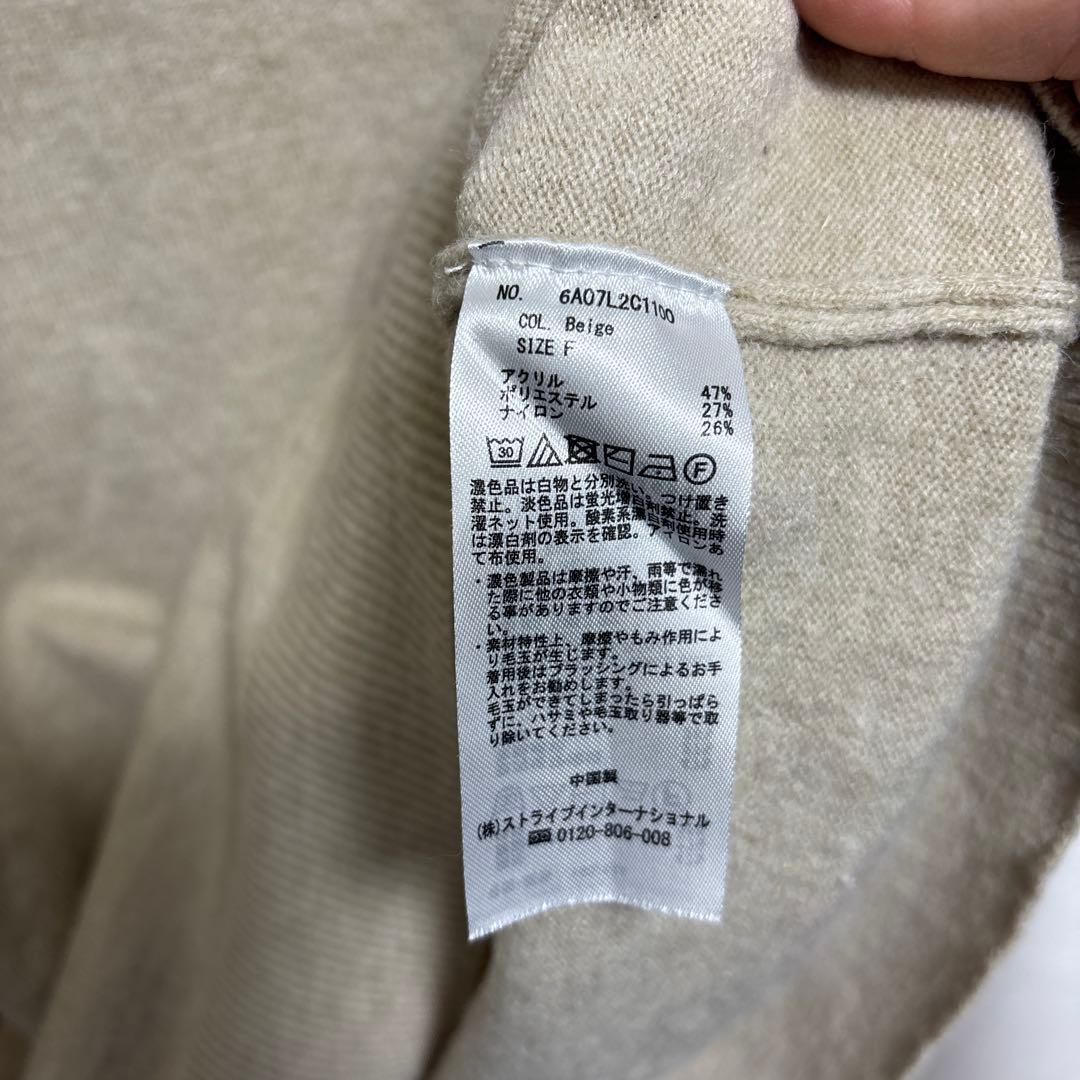 NO. 6A07L2C1100
COL. Beige
SIZE F
アクリル 47%
ポリエステル 27%
ナイロン 26%
30 F
濃色品は白物と分別洗い。つけ置き
禁止。淡色品は蛍光増白剤禁止。洗
濯ネット使用。酸素系漂白剤使用時
は漂白剤の表示を確認。アイロンあ
て布使用。
・濃色製品は摩擦や汗、雨等で濡れ
た際に他の衣類や小物類に色が移
る事がありますのでご注意くださ
い。
・素材特性上、摩擦やもみ作用によ
り毛玉が生じます。
着用後はブラッシングによるお手
入れをお勧めします。
毛玉ができてしまったら引っぱら
ずに、ハサミや毛玉取り器等で取
り除いてください。
中国製
(株)ストライプインターナショナル
0120-806-008